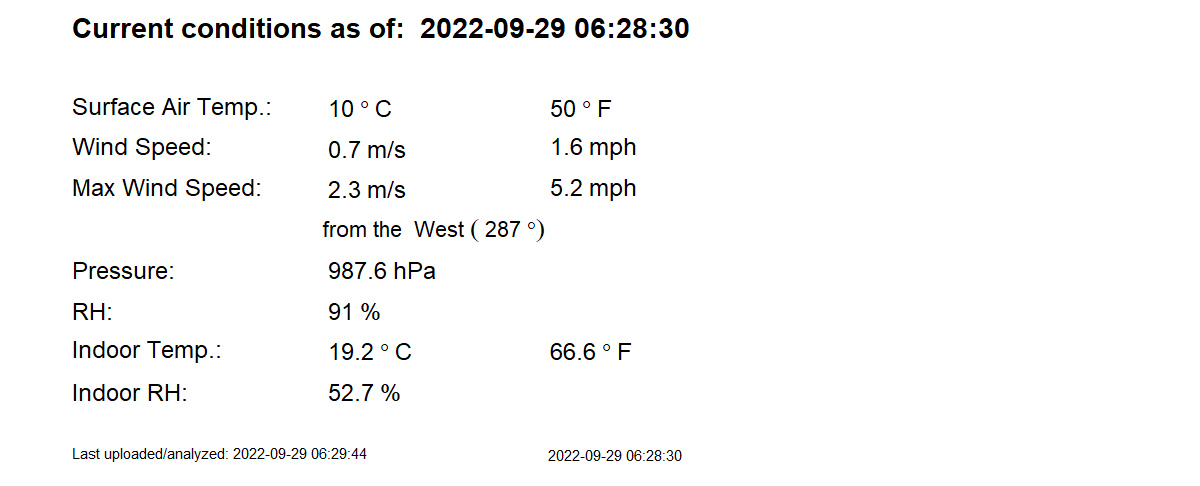 Current conditions as of:  2022-09-29 06:28:30
Surface Air Temp.: 10 ° C 50 ° F
Wind Speed: 0.7 m/s 1.6 mph
Max Wind Speed: 2.3 m/s 5.2 mph
from the  West ( 287 °)
Pressure: 987.6 hPa
RH: 91 %
Indoor Temp.: 19.2 ° C 66.6 ° F
Indoor RH: 52.7 %
Last uploaded/analyzed: 2022-09-29 06:29:44 2022-09-29 06:28:30